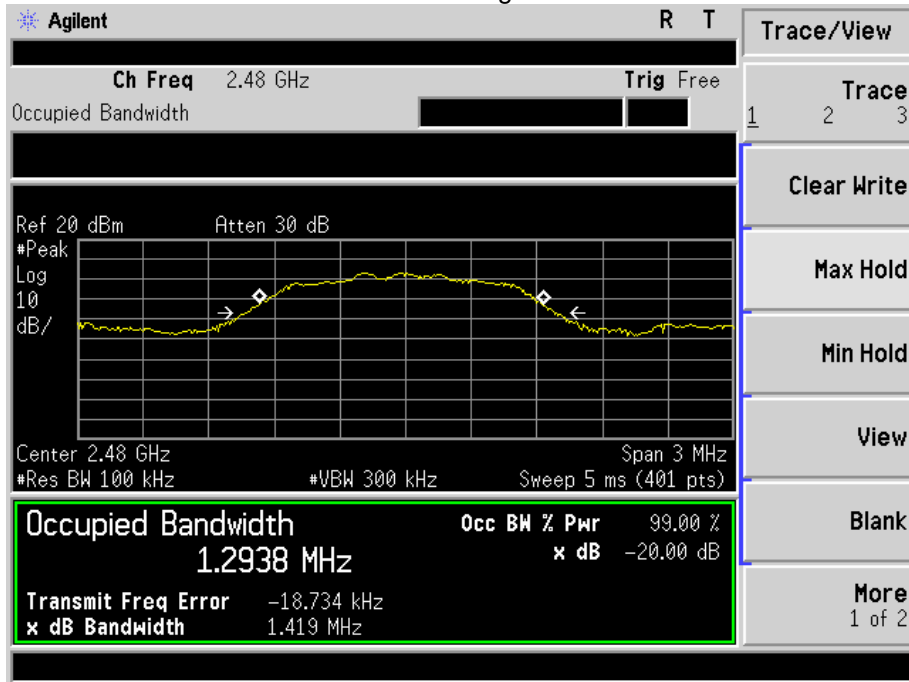 Agilent R T
Ch Freq 2.48 GHz Trig Free
Occupied Bandwidth
Ref 20 dBm Atten 30 dB
#Peak
Log
10
dB/
Center 2.48 GHz Span 3 MHz
#Res BW 100 kHz #VBW 300 kHz Sweep 5 ms (401 pts)
Occupied Bandwidth Occ BW % Pwr 99.00 %
1.2938 MHz x dB -20.00 dB
Transmit Freq Error -18.734 kHz
x dB Bandwidth 1.419 MHz
Trace/View
Trace
1 2 3
Clear Write
Max Hold
Min Hold
View
Blank
More
1 of 2